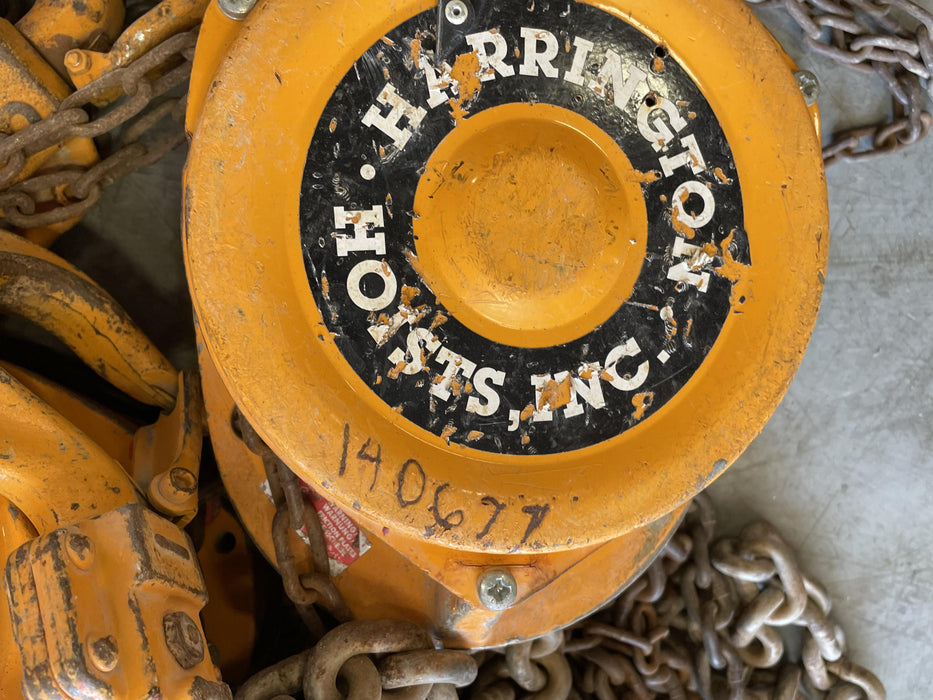 HARRINGTON
HOISTS, INC.
140677